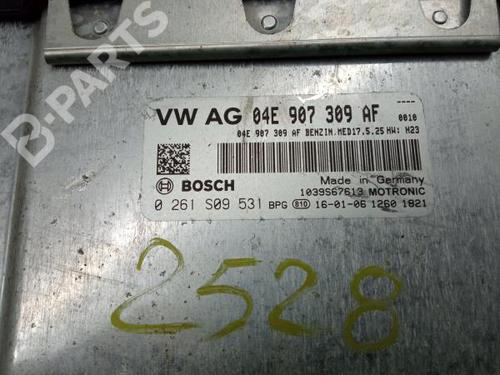 B-PARTS
VW AG 04E 907 309 AF ----
0010
04E 907 309 AF BENZIN.MED17.5.25 HW: H23
BOSCH
Made in Germany
1039S67613 MOTRONIC
0 261 S09 531 BPG 810 16-01-06 1260 1821
2528